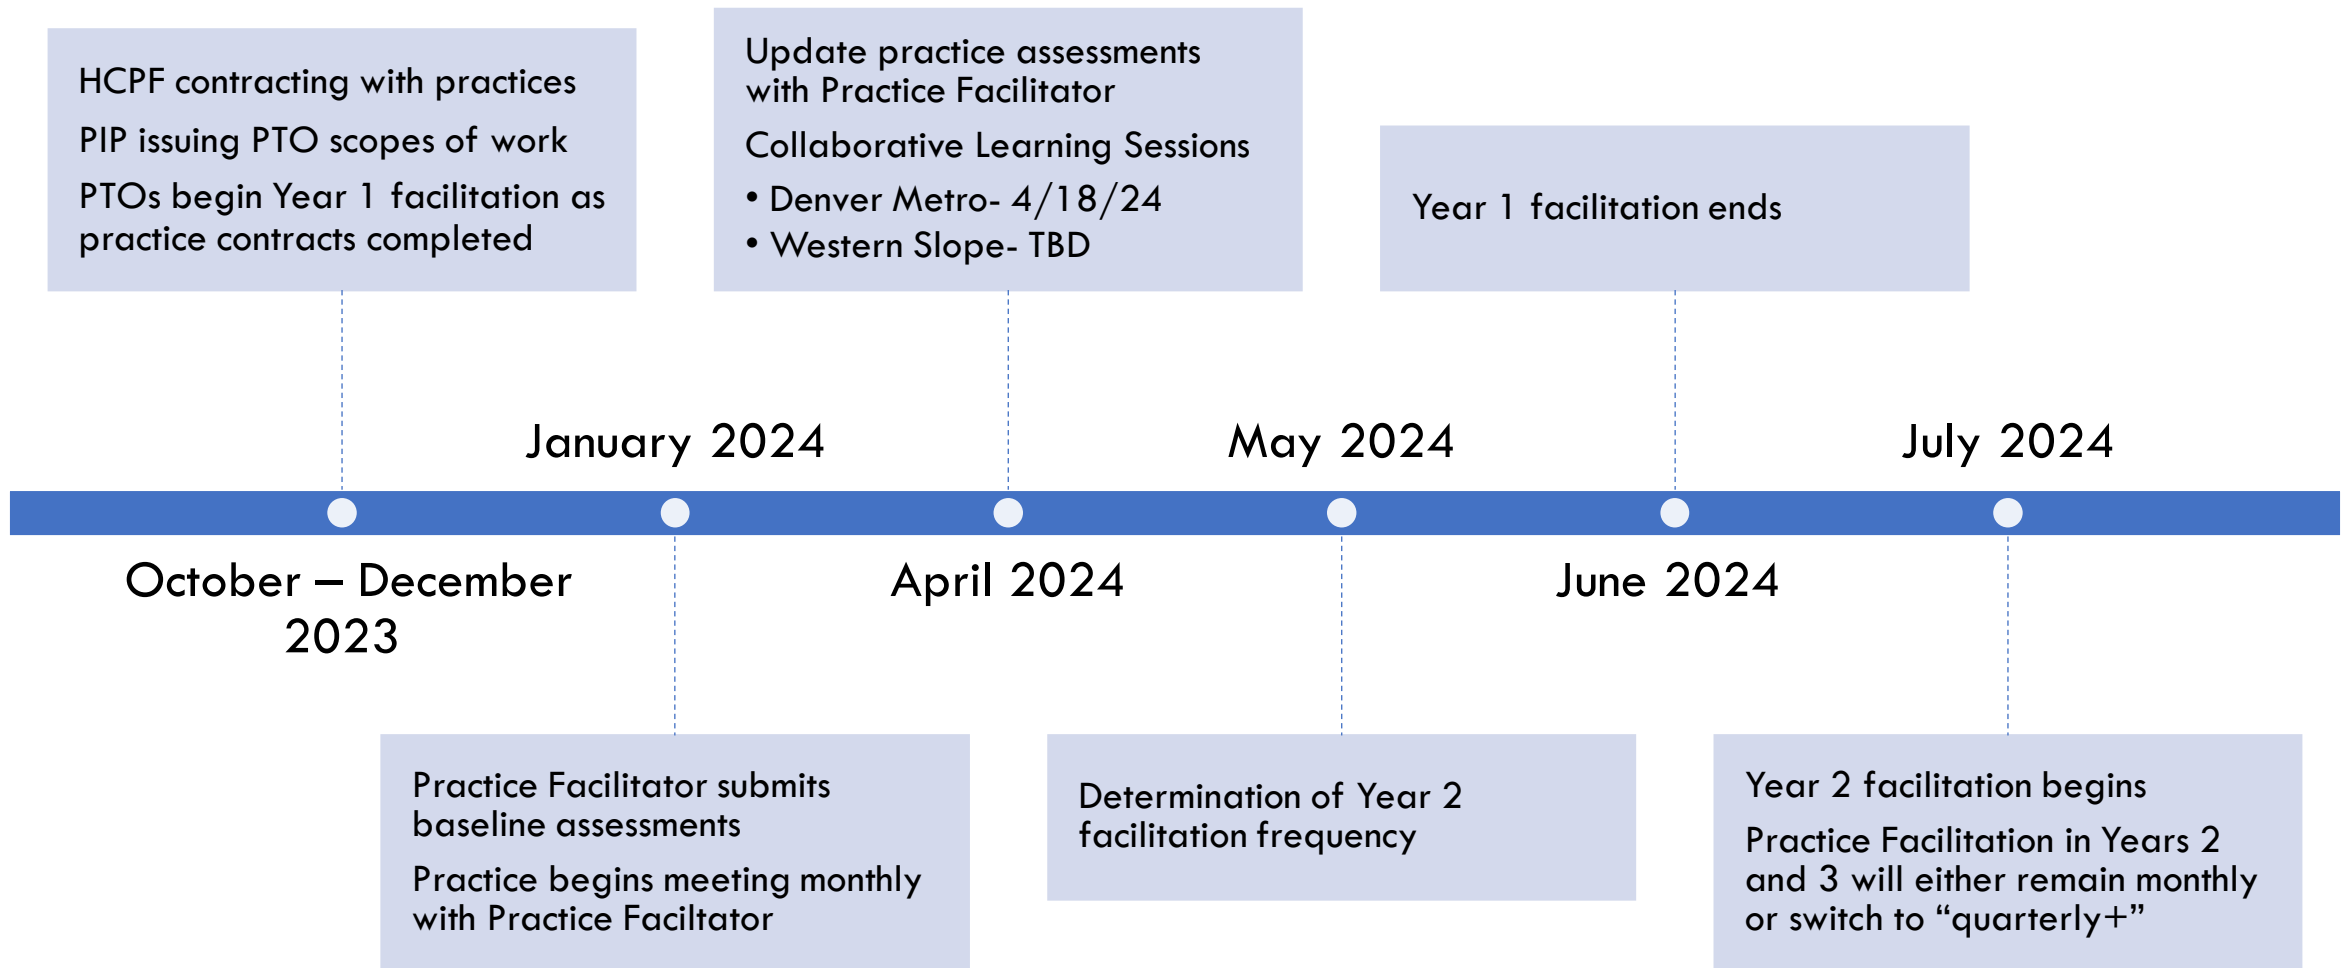 HCPF contracting with practices
PIP issuing PTO scopes of work
PTOs begin Year 1 facilitation as
practice contracts completed
Update practice assessments
with Practice Facilitator
Collaborative Learning Sessions
• Denver Metro- 4/18/24
• Western Slope- TBD
Year 1 facilitation ends
January 2024
May 2024
July 2024
October – December
2023
April 2024
June 2024
Practice Facilitator submits
baseline assessments
Practice begins meeting monthly
with Practice Faciltator
Determination of Year 2
facilitation frequency
Year 2 facilitation begins
Practice Facilitation in Years 2
and 3 will either remain monthly
or switch to “quarterly+”